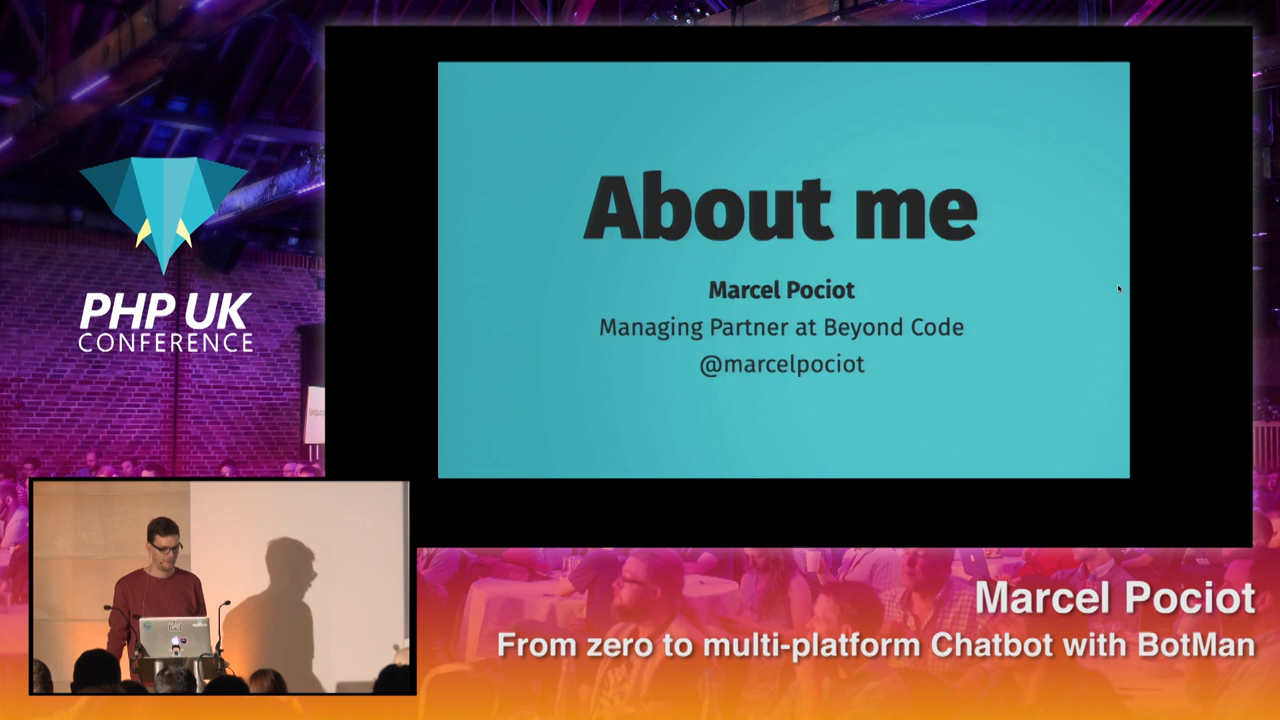 PHP UK
CONFERENCE
About me
Marcel Pociot
Managing Partner at Beyond Code
@marcelpociot
Marcel Pociot
From zero to multi-platform Chatbot with BotMan